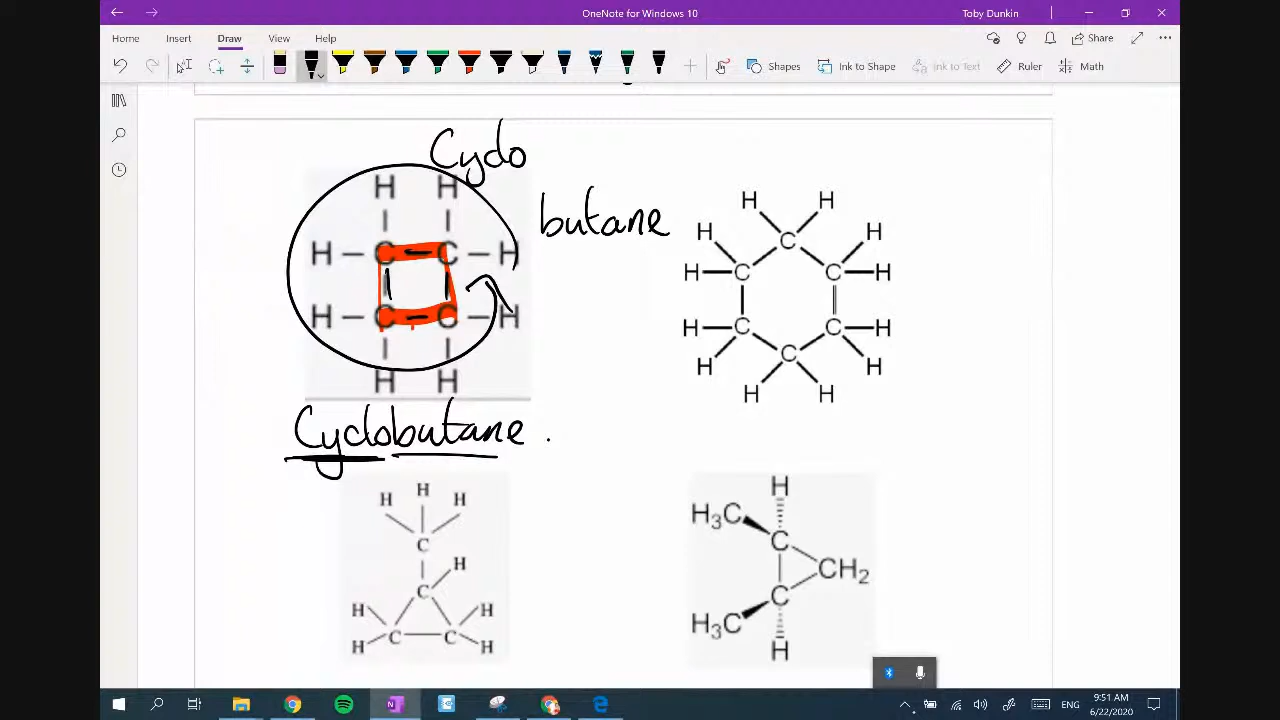 OneNote for Windows 10
Toby Dunkin
Home Insert Draw View Help
Share
Shapes Ink to Shape Ink to Text Ruler Math
Cyclo
butane
H H
H C C H
H C C H
H H
H H
H C H
H C C H
H C C H
H C H
H H
Cyclobutane.
H H H
C
H
C
H H
C C
H H
H
H3C
C
CH2
C
H3C
H
ENG
9:51 AM
6/22/2020